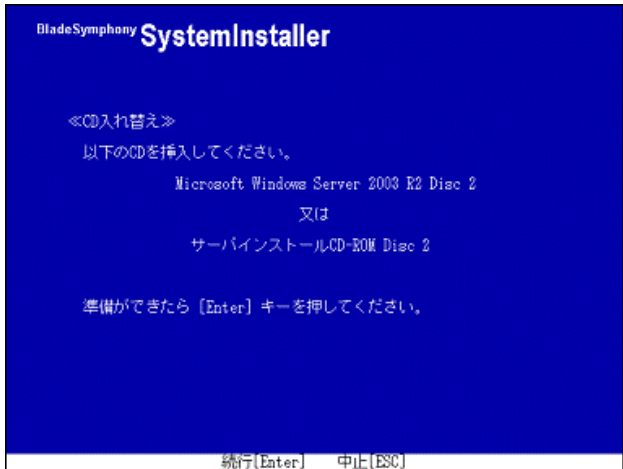 BladeSymphony SystemInstaller
≪CD入れ替え≫
以下のCDを挿入してください。
Microsoft Windows Server 2003 R2 Disc 2
又は
サーバインストールCD-ROM Disc 2
準備ができたら [Enter] キーを押してください。
続行[Enter] 中止[ESC]